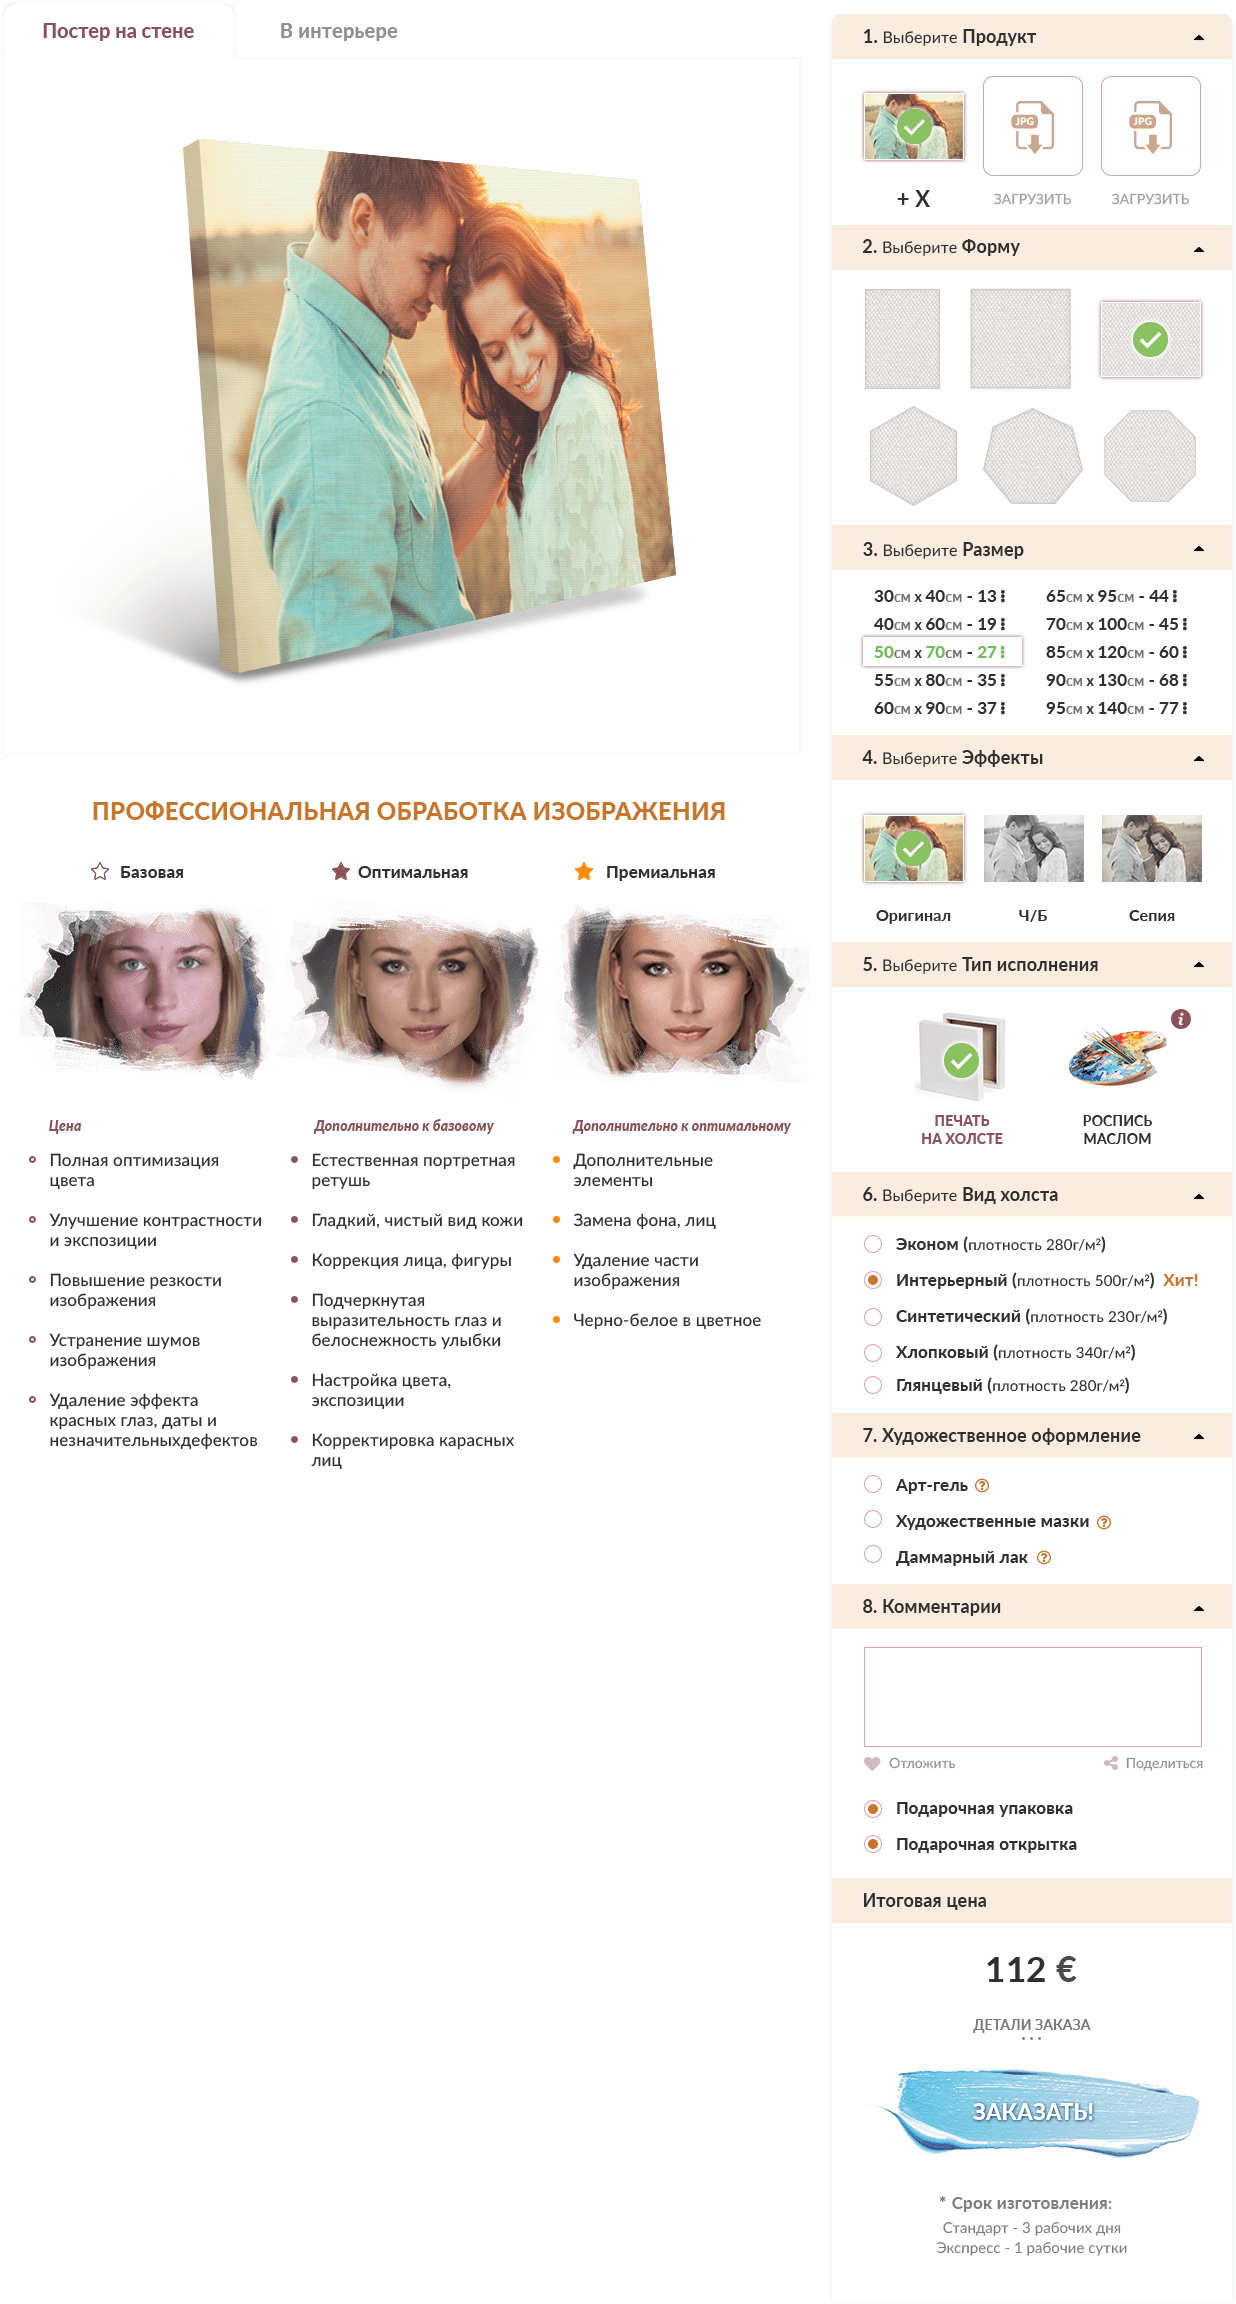 Постер на стене
В интерьере
ПРОФЕССИОНАЛЬНАЯ ОБРАБОТКА ИЗОБРАЖЕНИЯ
Базовая
Оптимальная
Премиальная
Цена
Полная оптимизация
цвета
Улучшение контрастности
и экспозиции
Повышение резкости
изображения
Устранение шумов
изображения
Удаление эффекта
красных глаз, даты и
незначительныхдефектов
Дополнительно к базовому
Естественная портретная
ретушь
Гладкий, чистый вид кожи
Коррекция лица, фигуры
Подчеркнутая
выразительность глаз и
белоснежность улыбки
Настройка цвета,
экспозиции
Корректировка карасных
лиц
Дополнительно к оптимальному
Дополнительные
элементы
Замена фона, лиц
Удаление части
изображения
Черно-белое в цветное
1. Выберите Продукт
JPG
JPG
+ X
ЗАГРУЗИТЬ
ЗАГРУЗИТЬ
2. Выберите Форму
3. Выберите Размер
30см x 40см - 13
40см x 60см - 19
50см x 70см - 27
55см x 80см - 35
60см x 90см - 37
65см x 95см - 44
70см x 100см - 45
85см x 120см - 60
90см x 130см - 68
95см x 140см - 77
4. Выберите Эффекты
Оригинал
Ч/Б
Сепия
5. Выберите Тип исполнения
i
ПЕЧАТЬ
НА ХОЛСТЕ
РОСПИСЬ
МАСЛОМ
6. Выберите Вид холста
Эконом (плотность 280г/м²)
Интерьерный (плотность 500г/м²) Хит!
Синтетический (плотность 230г/м²)
Хлопковый (плотность 340г/м²)
Глянцевый (плотность 280г/м²)
7. Художественное оформление
Арт-гель ?
Художественные мазки ?
Даммарный лак ?
8. Комментарии
Отложить
Поделиться
Подарочная упаковка
Подарочная открытка
Итоговая цена
112 €
ДЕТАЛИ ЗАКАЗА
...
ЗАКАЗАТЬ!
* Срок изготовления:
Стандарт - 3 рабочих дня
Экспресс - 1 рабочие сутки